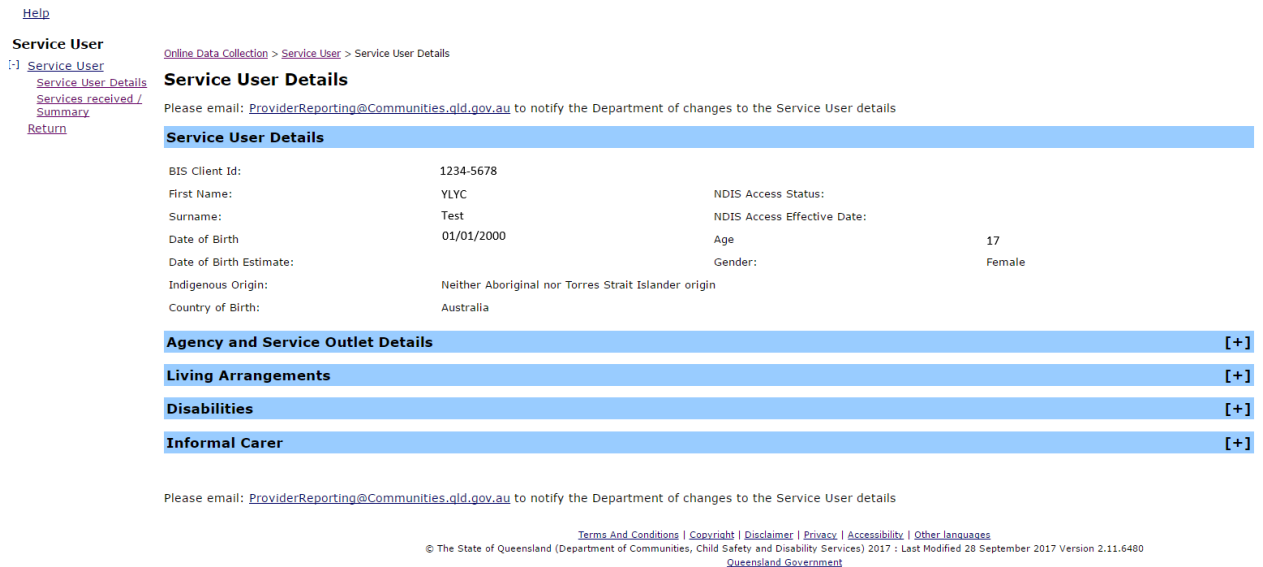 Help
Service User
[-] Service User
Service User Details
Services received /
Summary
Return
Online Data Collection > Service User > Service User Details
Service User Details
Please email: ProviderReporting@Communities.qld.gov.au to notify the Department of changes to the Service User details
Service User Details
BIS Client Id: 1234-5678
First Name: YLYC NDIS Access Status:
Surname: Test NDIS Access Effective Date:
Date of Birth 01/01/2000 Age 17
Date of Birth Estimate: Gender: Female
Indigenous Origin: Neither Aboriginal nor Torres Strait Islander origin
Country of Birth: Australia
Agency and Service Outlet Details [+]
Living Arrangements [+]
Disabilities [+]
Informal Carer [+]
Please email: ProviderReporting@Communities.qld.gov.au to notify the Department of changes to the Service User details
Terms And Conditions | Copyright | Disclaimer | Privacy | Accessibility | Other languages
© The State of Queensland (Department of Communities, Child Safety and Disability Services) 2017 : Last Modified 28 September 2017 Version 2.11.6480
Queensland Government